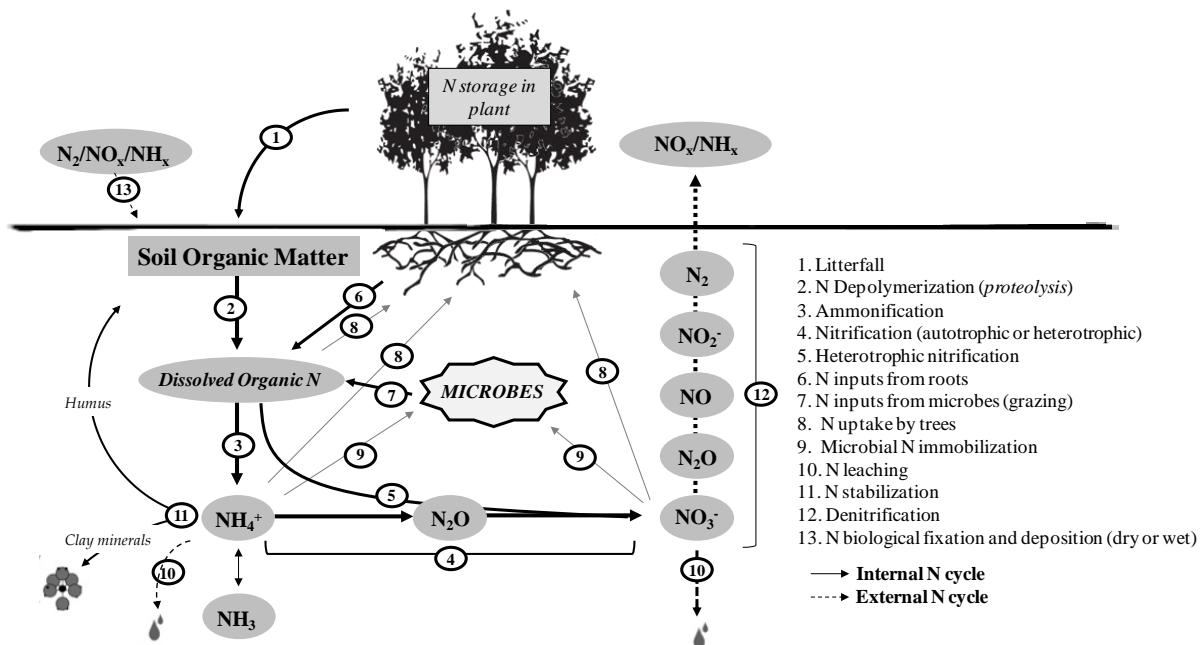 N storage in
plant
1
N₂/NOₓ/NHₓ
13
NOₓ/NHₓ
Soil Organic Matter
N₂
6
2
8
NO₂⁻
8
8
Dissolved Organic N
MICROBES
7
NO
12
Humus
3
9
9
N₂O
5
11
NH₄⁺
N₂O
NO₃⁻
Clay minerals
4
10
10
NH₃
1. Litterfall
2. N Depolymerization (proteolysis)
3. Ammonification
4. Nitrification (autotrophic or heterotrophic)
5. Heterotrophic nitrification
6. N inputs from roots
7. N inputs from microbes (grazing)
8. N uptake by trees
9. Microbial N immobilization
10. N leaching
11. N stabilization
12. Denitrification
13. N biological fixation and deposition (dry or wet)
Internal N cycle
External N cycle